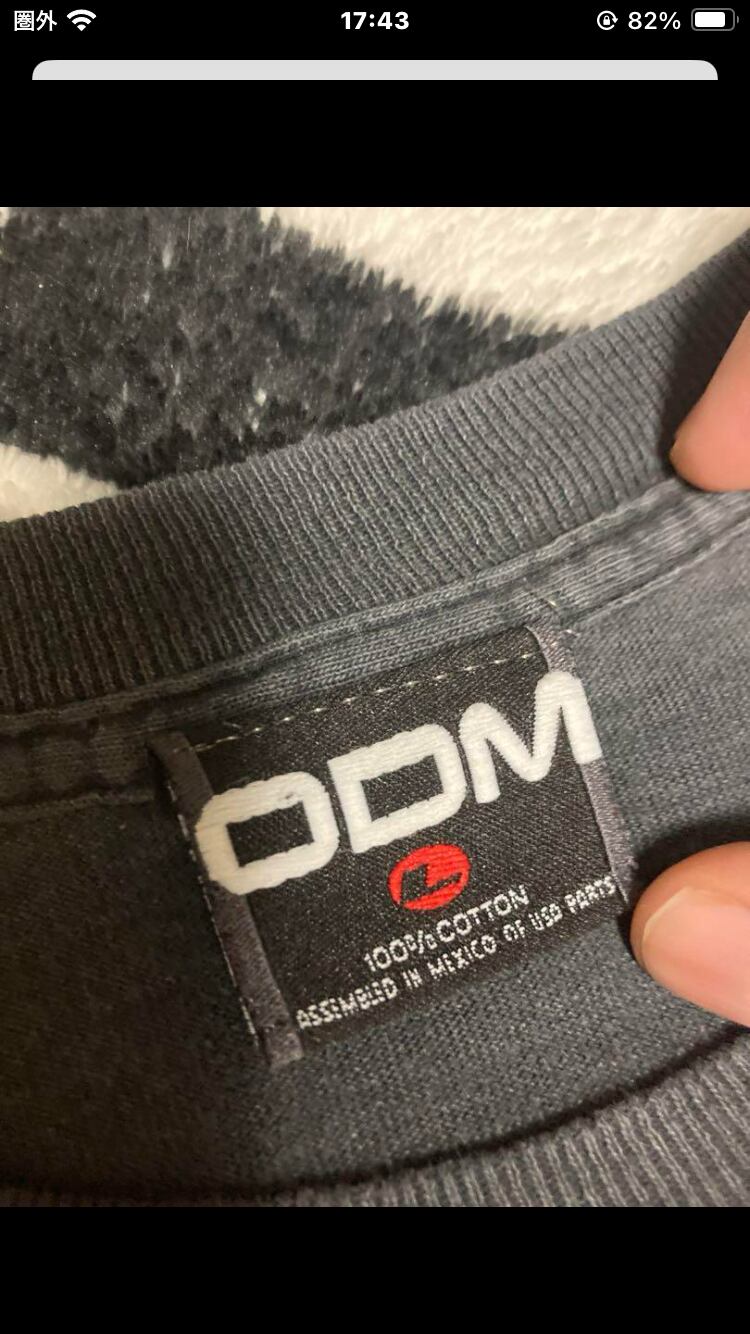 圏外 17:43 82%
ODM
L
100% COTTON
ASSEMBLED IN MEXICO OF USA PARTS